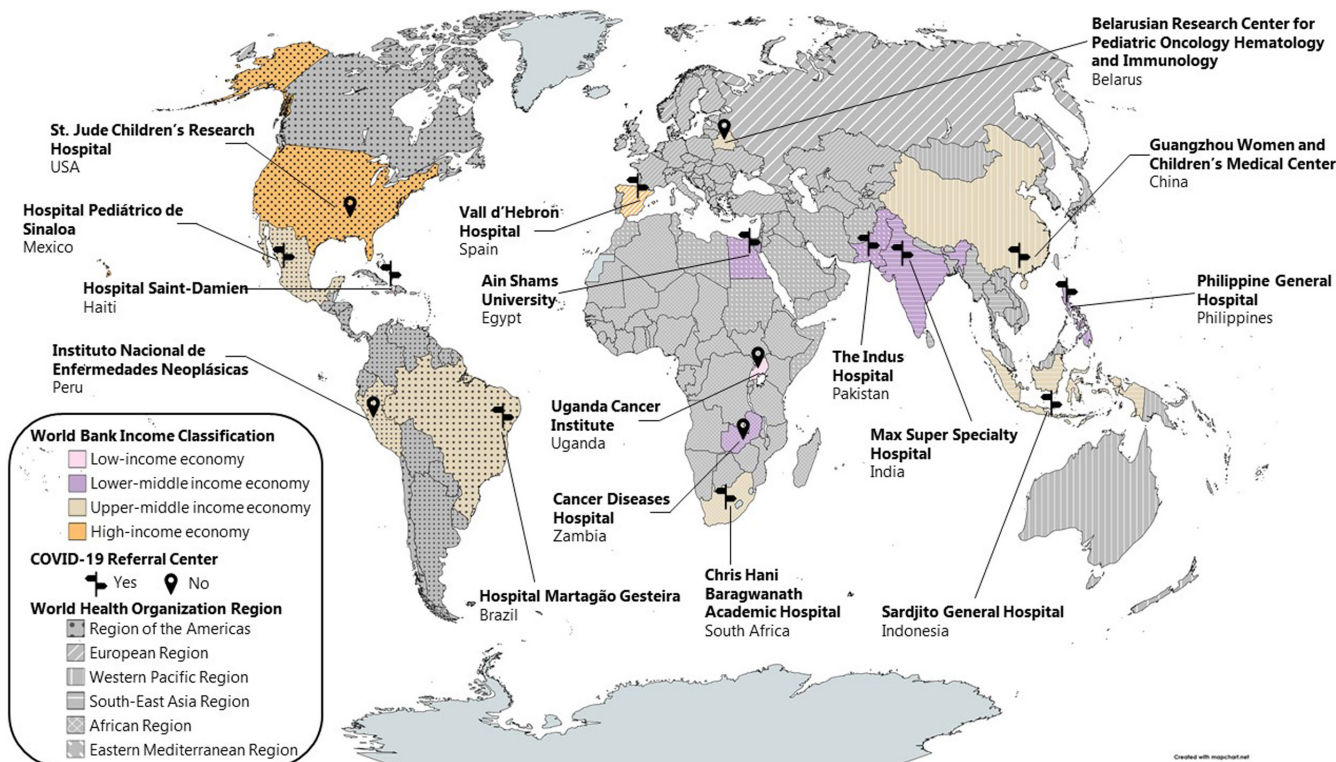 Belarusian Research Center for
Pediatric Oncology Hematology
and Immunology
Belarus
St. Jude Children's Research
Hospital
USA
Guangzhou Women and
Children's Medical Center
China
Hospital Pediátrico de
Sinaloa
Mexico
Vall d'Hebron
Hospital
Spain
Hospital Saint-Damien
Haiti
Ain Shams
University
Egypt
Philippine General
Hospital
Philippines
Instituto Nacional de
Enfermedades Neoplásicas
Peru
The Indus
Hospital
Pakistan
Uganda Cancer
Institute
Uganda
Max Super Specialty
Hospital
India
Cancer Diseases
Hospital
Zambia
Chris Hani
Baragwanath
Academic Hospital
South Africa
Hospital Martagão Gesteira
Brazil
Sardjito General Hospital
Indonesia
World Bank Income Classification
Low-income economy
Lower-middle income economy
Upper-middle income economy
High-income economy
COVID-19 Referral Center
Yes No
World Health Organization Region
Region of the Americas
European Region
Western Pacific Region
South-East Asia Region
African Region
Eastern Mediterranean Region
Created with mapchart.net